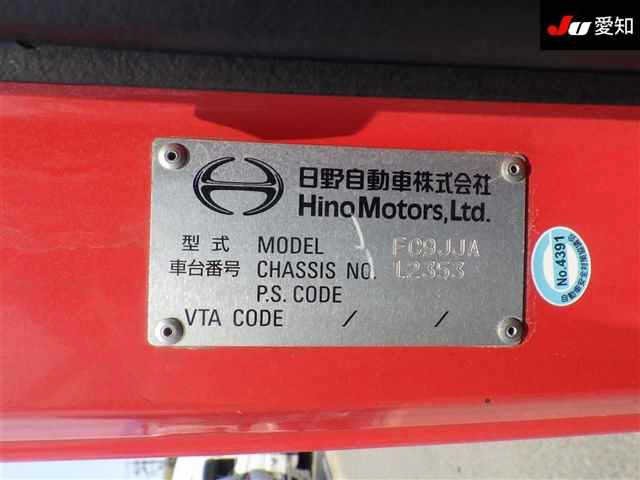 JU 愛知
日野自動車株式会社
Hino Motors, Ltd.
型式 MODEL FC9JJA
車台番号 CHASSIS NO. L2353
P.S. CODE
VTA CODE / /
No.4391